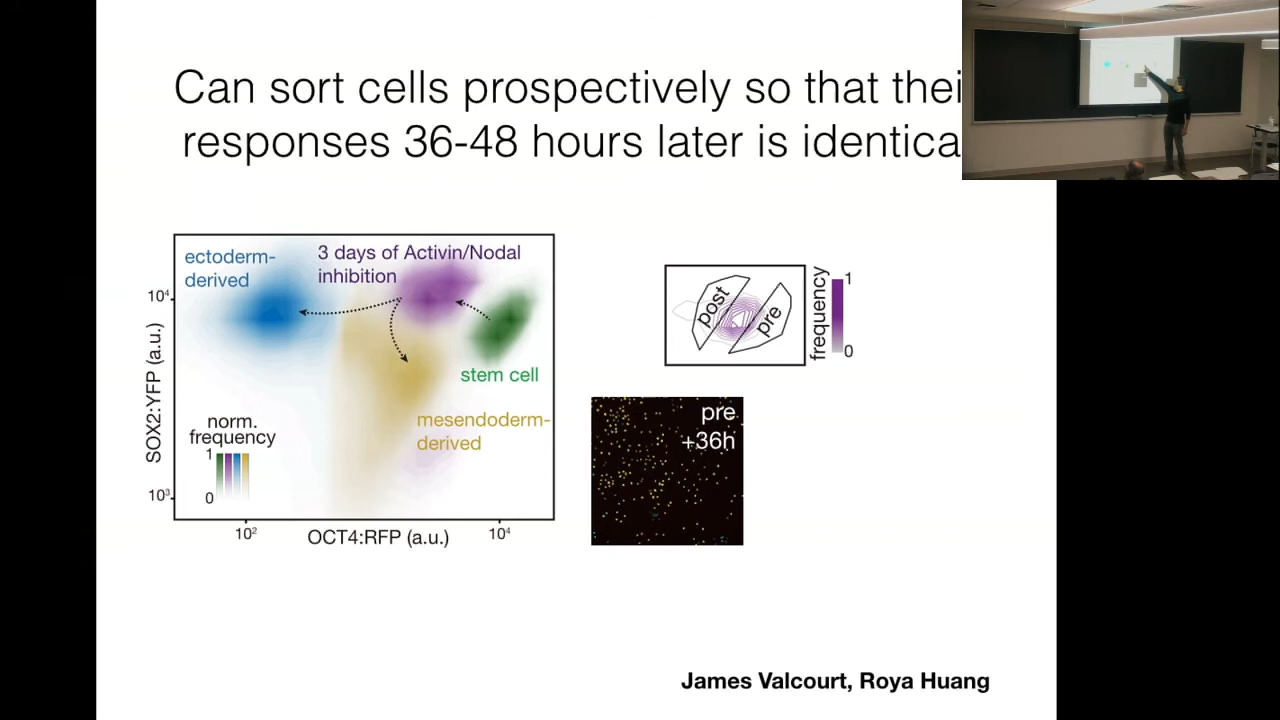 Can sort cells prospectively so that thei
responses 36-48 hours later is identica
ectoderm-
derived
3 days of Activin/Nodal
inhibition
stem cell
mesendoderm-
derived
norm.
frequency
1
0
10⁴
10³
SOX2:YFP (a.u.)
10²
OCT4:RFP (a.u.)
10⁴
post
pre
frequency
1
0
pre
+36h
James Valcourt, Roya Huang